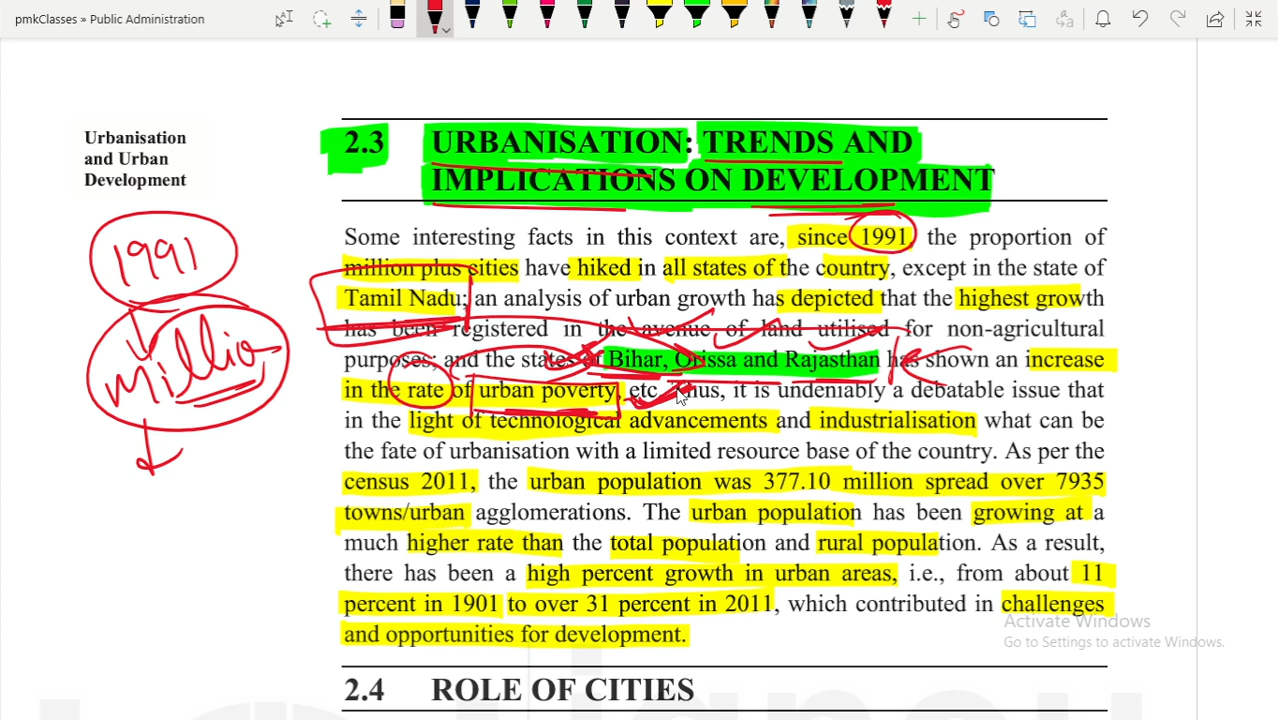 pmkClasses » Public Administration
Urbanisation
and Urban
Development
2.3 URBANISATION: TRENDS AND
IMPLICATIONS ON DEVELOPMENT
1991
million
Some interesting facts in this context are, since 1991, the proportion of
million plus cities have hiked in all states of the country, except in the state of
Tamil Nadu; an analysis of urban growth has depicted that the highest growth
has been registered in the avenue of land utilised for non-agricultural
purposes; and the states of Bihar, Orissa and Rajasthan has shown an increase
in the rate of urban poverty, etc. Thus, it is undeniably a debatable issue that
in the light of technological advancements and industrialisation what can be
the fate of urbanisation with a limited resource base of the country. As per the
census 2011, the urban population was 377.10 million spread over 7935
towns/urban agglomerations. The urban population has been growing at a
much higher rate than the total population and rural population. As a result,
there has been a high percent growth in urban areas, i.e., from about 11
percent in 1901 to over 31 percent in 2011, which contributed in challenges
and opportunities for development.
Activate Windows
Go to Settings to activate Windows.
2.4 ROLE OF CITIES